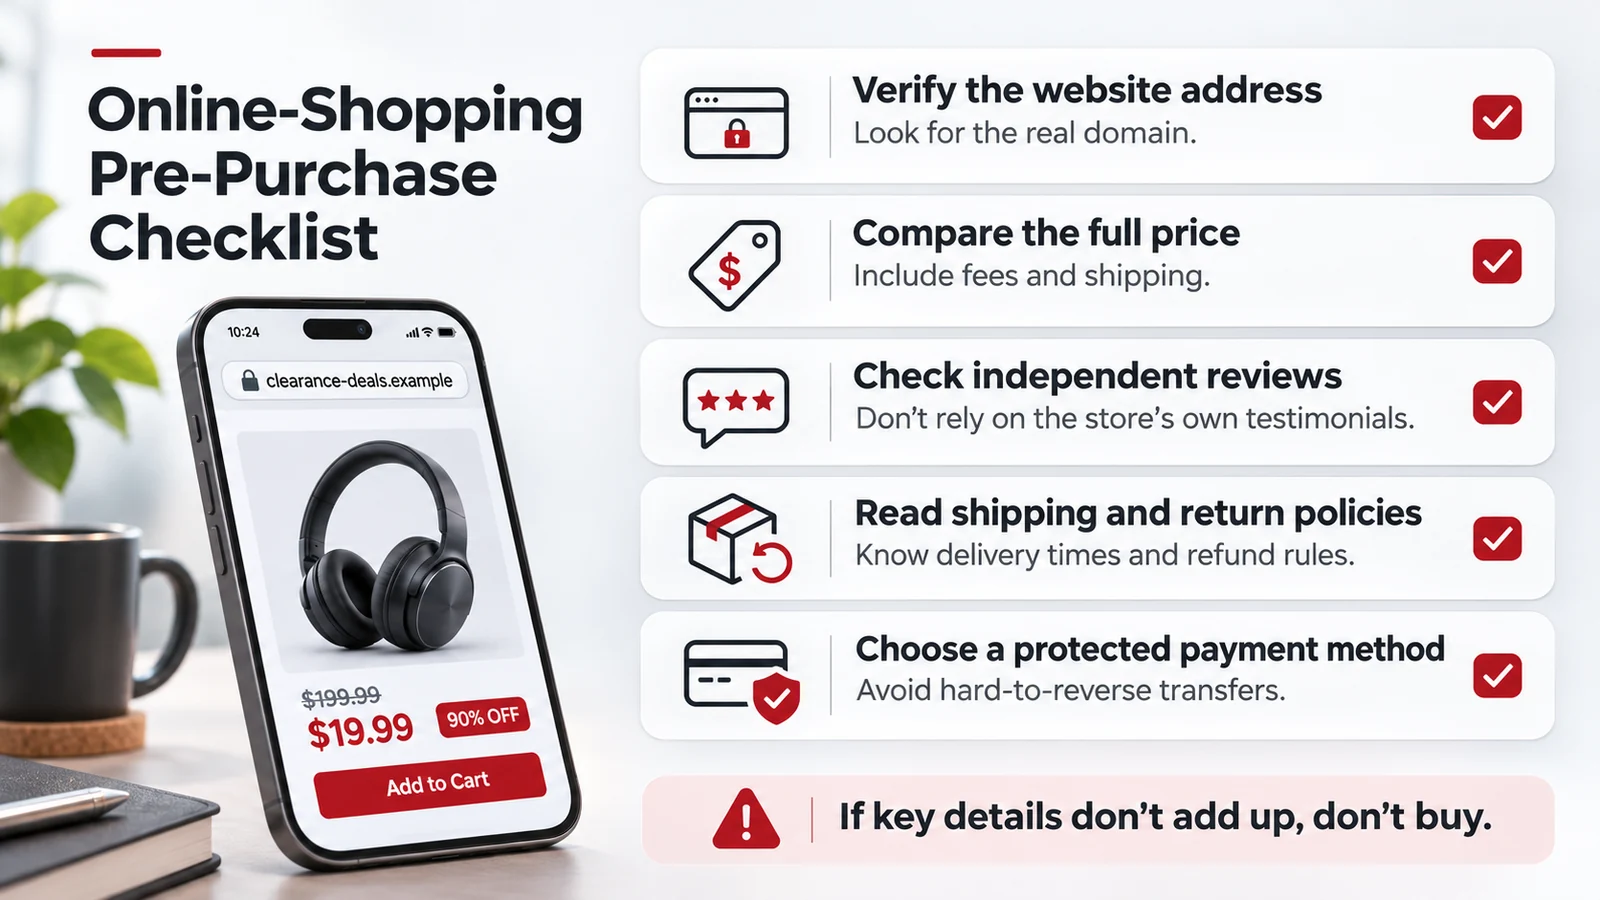 Online-Shopping
Pre-Purchase
Checklist
10:24
clearance-deals.example
$199.99
$19.99
90% OFF
Add to Cart
Verify the website address
Look for the real domain.
$
Compare the full price
Include fees and shipping.
Check independent reviews
Don’t rely on the store’s own testimonials.
Read shipping and return policies
Know delivery times and refund rules.
Choose a protected payment method
Avoid hard-to-reverse transfers.
If key details don’t add up, don’t buy.